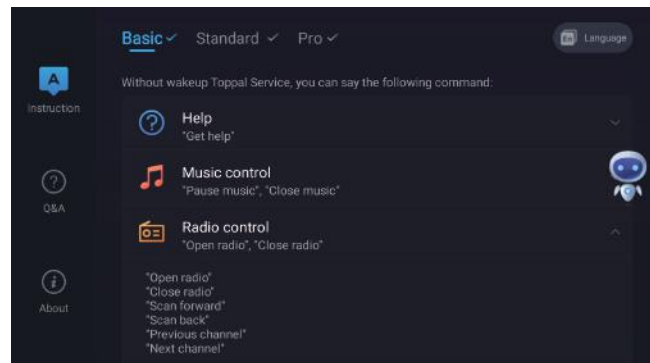 Basic Standard Pro
En Language
Without wakeup Toppal Service, you can say the following command:
A
Instruction
Help
"Get help"
Music control
"Pause music", "Close music"
Q&A
Radio control
"Open radio", "Close radio"
"Open radio"
"Close radio"
"Scan forward"
"Scan back"
"Previous channel"
"Next channel"
About